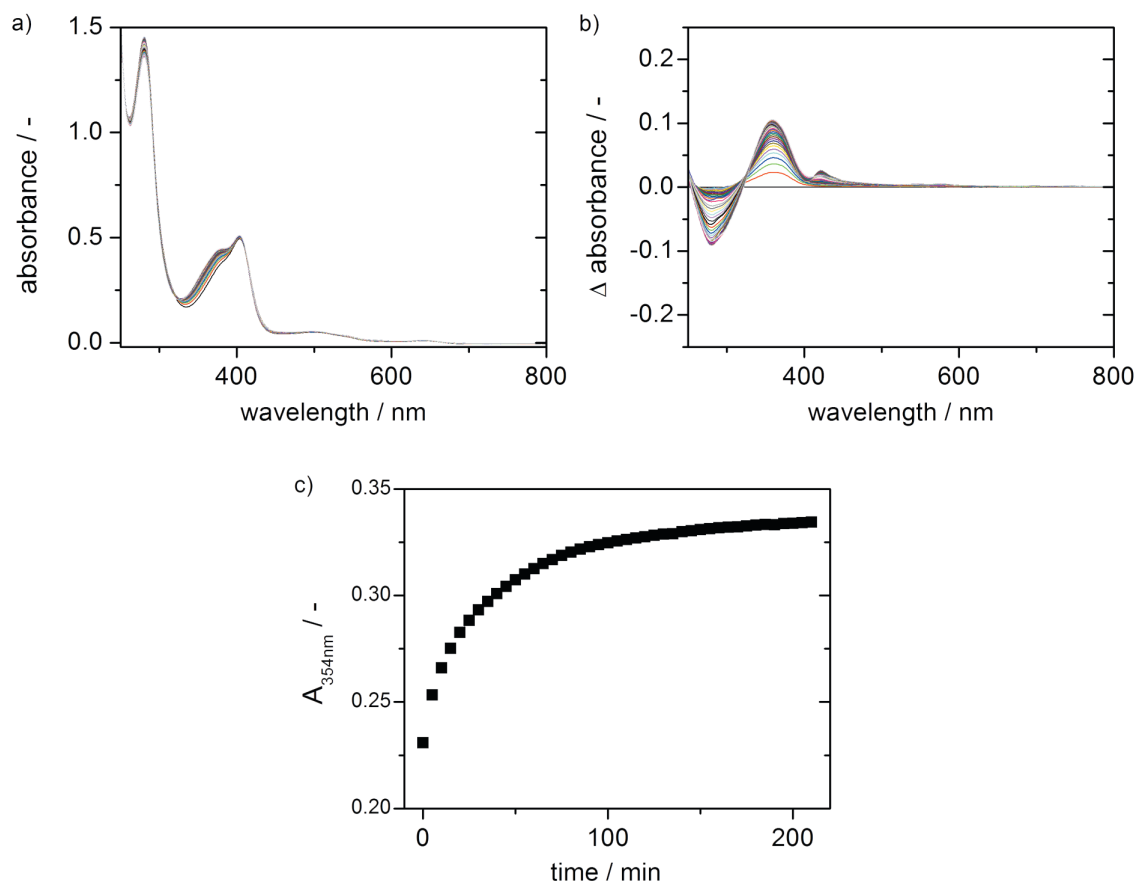 a)
1.5
1.0
0.5
0.0
absorbance / -
400
600
800
wavelength / nm
b)
0.2
0.1
0.0
-0.1
-0.2
Δ absorbance / -
400
600
800
wavelength / nm
c)
0.35
0.30
0.25
0.20
A354nm / -
0
100
200
time / min